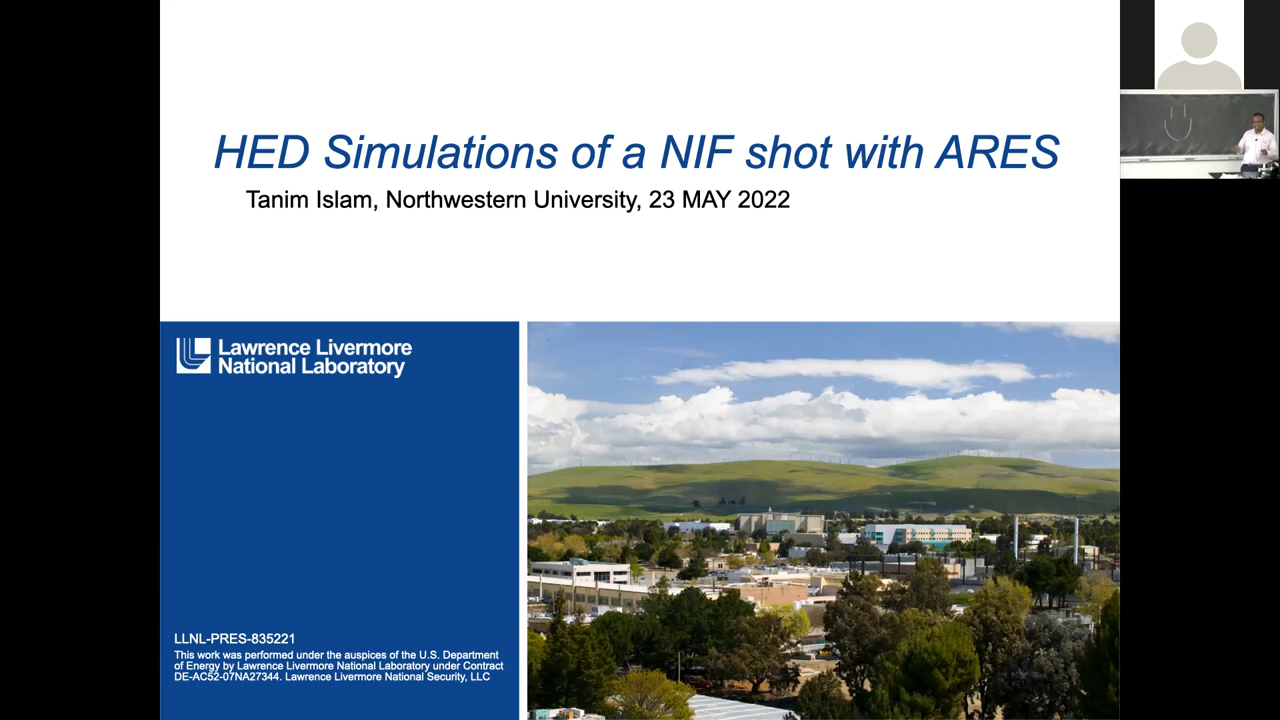 HED Simulations of a NIF shot with ARES
Tanim Islam, Northwestern University, 23 MAY 2022
Lawrence Livermore
National Laboratory
LLNL-PRES-835221
This work was performed under the auspices of the U.S. Department
of Energy by Lawrence Livermore National Laboratory under Contract
DE-AC52-07NA27344. Lawrence Livermore National Security, LLC